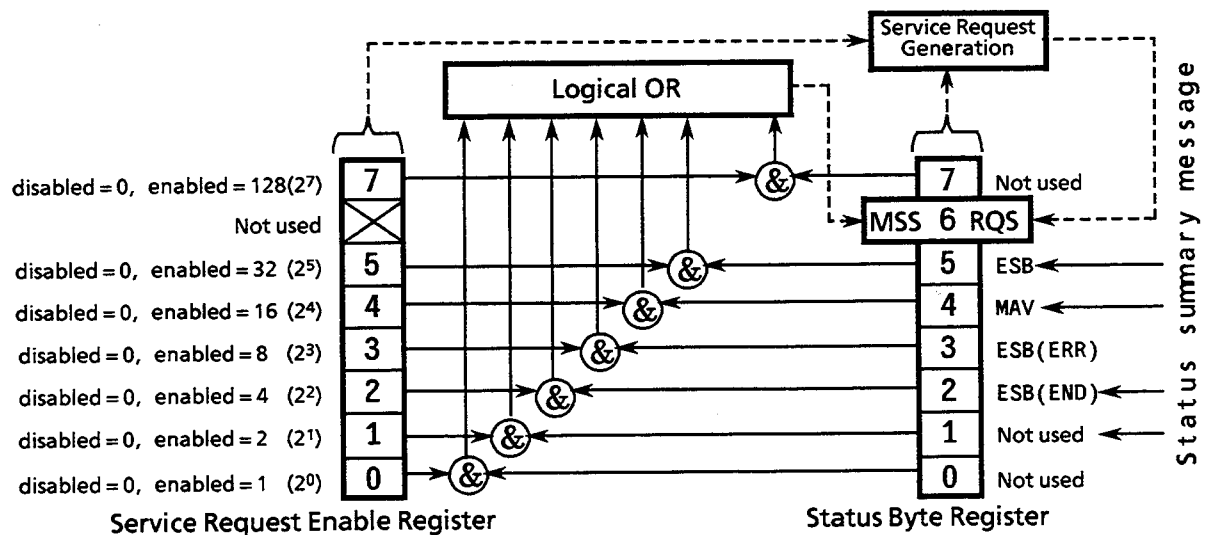 Service Request
Generation
Logical OR
disabled = 0, enabled = 128(2⁷)
7
&
7
Not used
Not used
MSS 6 RQS
disabled = 0, enabled = 32 (2⁵)
5
&
5
ESB
disabled = 0, enabled = 16 (2⁴)
4
&
4
MAV
disabled = 0, enabled = 8 (2³)
3
&
3
ESB(ERR)
disabled = 0, enabled = 4 (2²)
2
&
2
ESB(END)
disabled = 0, enabled = 2 (2¹)
1
&
1
Not used
disabled = 0, enabled = 1 (2⁰)
0
&
0
Not used
Service Request Enable Register
Status Byte Register
Status summary message